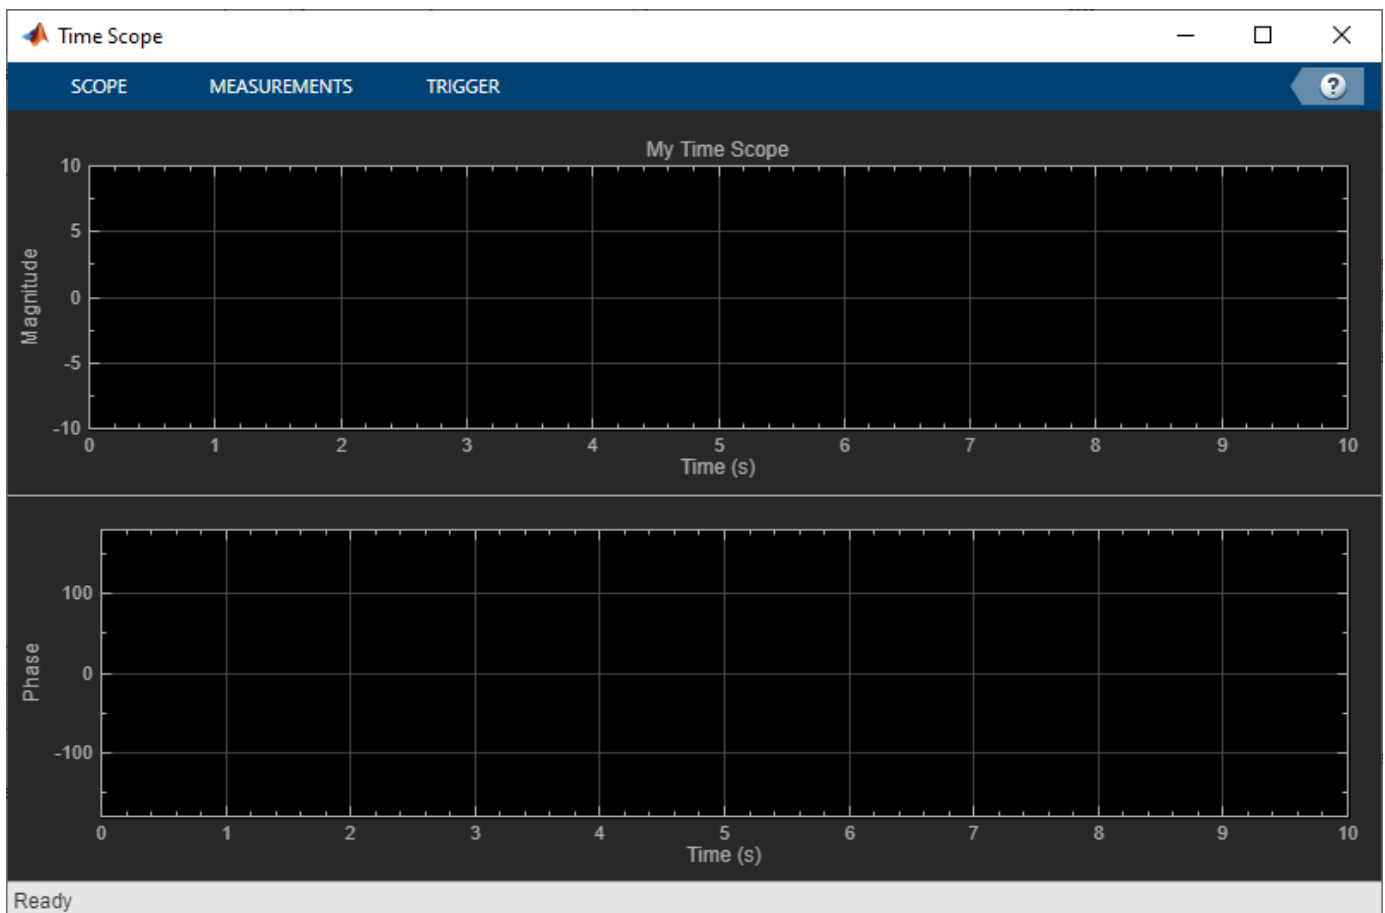 Time Scope
SCOPE MEASUREMENTS TRIGGER ?
My Time Scope
10
5
0
-5
-10
Magnitude
0 1 2 3 4 5 6 7 8 9 10
Time (s)
100
0
-100
Phase
0 1 2 3 4 5 6 7 8 9 10
Time (s)
Ready